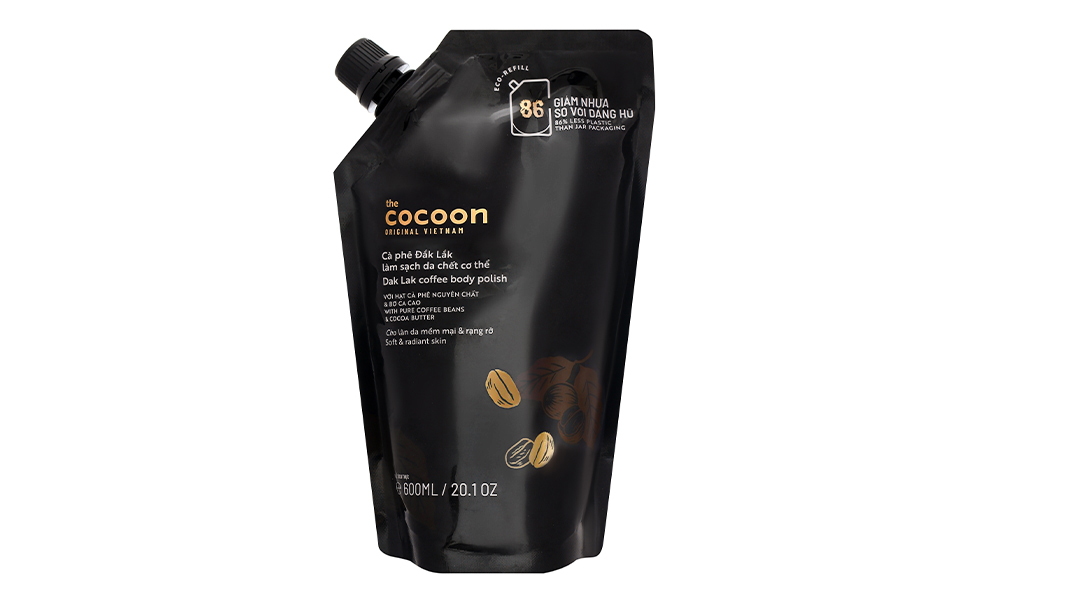 ECO-REFILL
86
GIẢM NHỰA
SO VỚI DẠNG HŨ
86% LESS PLASTIC
THAN JAR PACKAGING
the
cocoon
ORIGINAL VIETNAM
Cà phê Đắk Lắk
làm sạch da chết cơ thể
Dak Lak coffee body polish
VỚI HẠT CÀ PHÊ NGUYÊN CHẤT
& BƠ CA CAO
WITH PURE COFFEE BEANS
& COCOA BUTTER
Cho làn da mềm mại & rạng rỡ
Soft & radiant skin
600ML / 20.1 OZ